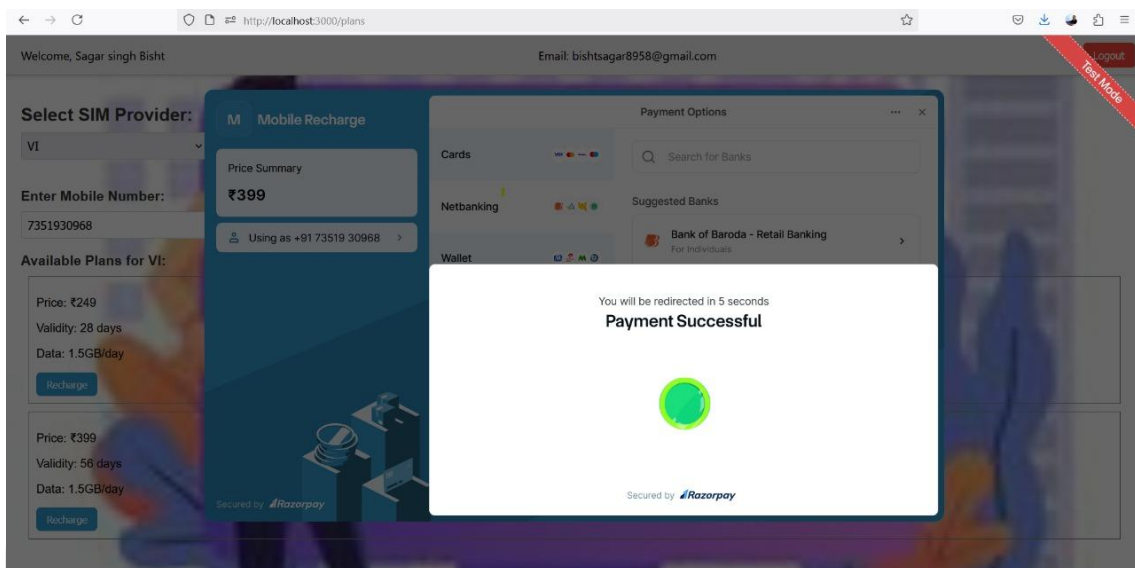 http://localhost:3000/plans
Welcome, Sagar singh Bisht
Email: bishtsagar8958@gmail.com
Logout
Test Mode
Select SIM Provider:
VI
Enter Mobile Number:
7351930968
Available Plans for VI:
Price: ₹249
Validity: 28 days
Data: 1.5GB/day
Recharge
Price: ₹399
Validity: 56 days
Data: 1.5GB/day
Recharge
M Mobile Recharge
Price Summary
₹399
Using as +91 73519 30968
Secured by Razorpay
Payment Options
Cards
VISA
Netbanking
Wallet
Search for Banks
Suggested Banks
Bank of Baroda - Retail Banking
For Individuals
You will be redirected in 5 seconds
Payment Successful
Secured by Razorpay